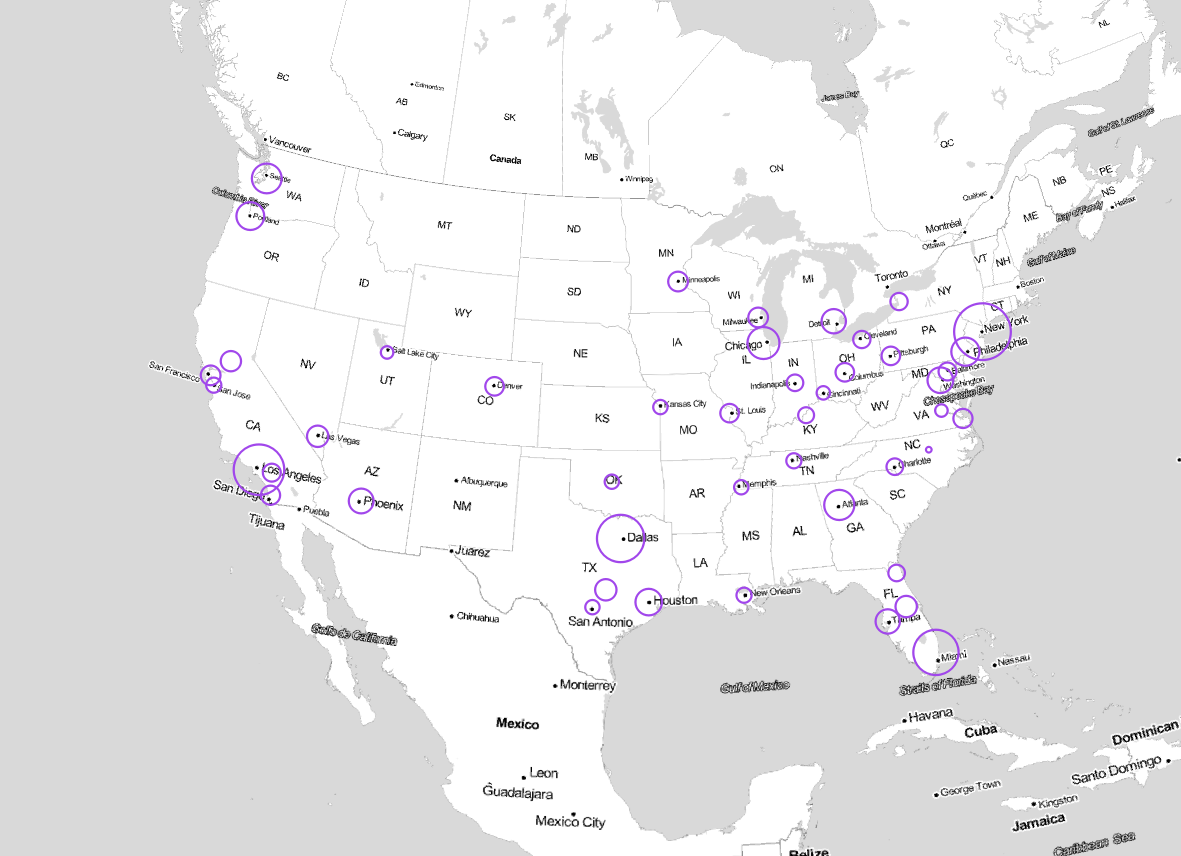 NL
BC
Edmonton
AB
James Bay
SK
Calgary
Gulf of St. Lawrence
Vancouver
QC
Canada
MB
ON
PE
Seattle
Winnipeg
NB
NS
WA
Columbia River
Québec
Halifax
Portland
ME
Bay of Fundy
MT
ND
Montréal
Ottawa
OR
MN
VT
NH
Gulf of Maine
Minneapolis
MI
Toronto
ID
SD
WI
NY
Boston
CT
WY
Milwaukee
Detroit
New York
PA
Cleveland
IA
Chicago
Philadelphia
Salt Lake City
NE
IL
IN
OH
Pittsburgh
NV
San Francisco
UT
Denver
CO
Indianapolis
Columbus
MD
Baltimore
Washington
San José
Cincinnati
Chesapeake Bay
Kansas City
St. Louis
WV
VA
CA
KS
MO
KY
Las Vegas
NC
AZ
Nashville
TN
Charlotte
Los Angeles
OK
Albuquerque
Memphis
San Diego
AR
SC
Phoenix
NM
Atlanta
Puebla
Tijuana
GA
MS
AL
Dallas
Juárez
LA
TX
New Orleans
FL
Houston
San Antonio
Tampa
Chihuahua
Golfo de California
Miami
Nassau
Monterrey
Gulf of Mexico
Straits of Florida
Havana
Mexico
Cuba
Dominican
Leon
Santo Domingo
Guadalajara
George Town
Kingston
Mexico City
Jamaica
Caribbean Sea
Belize